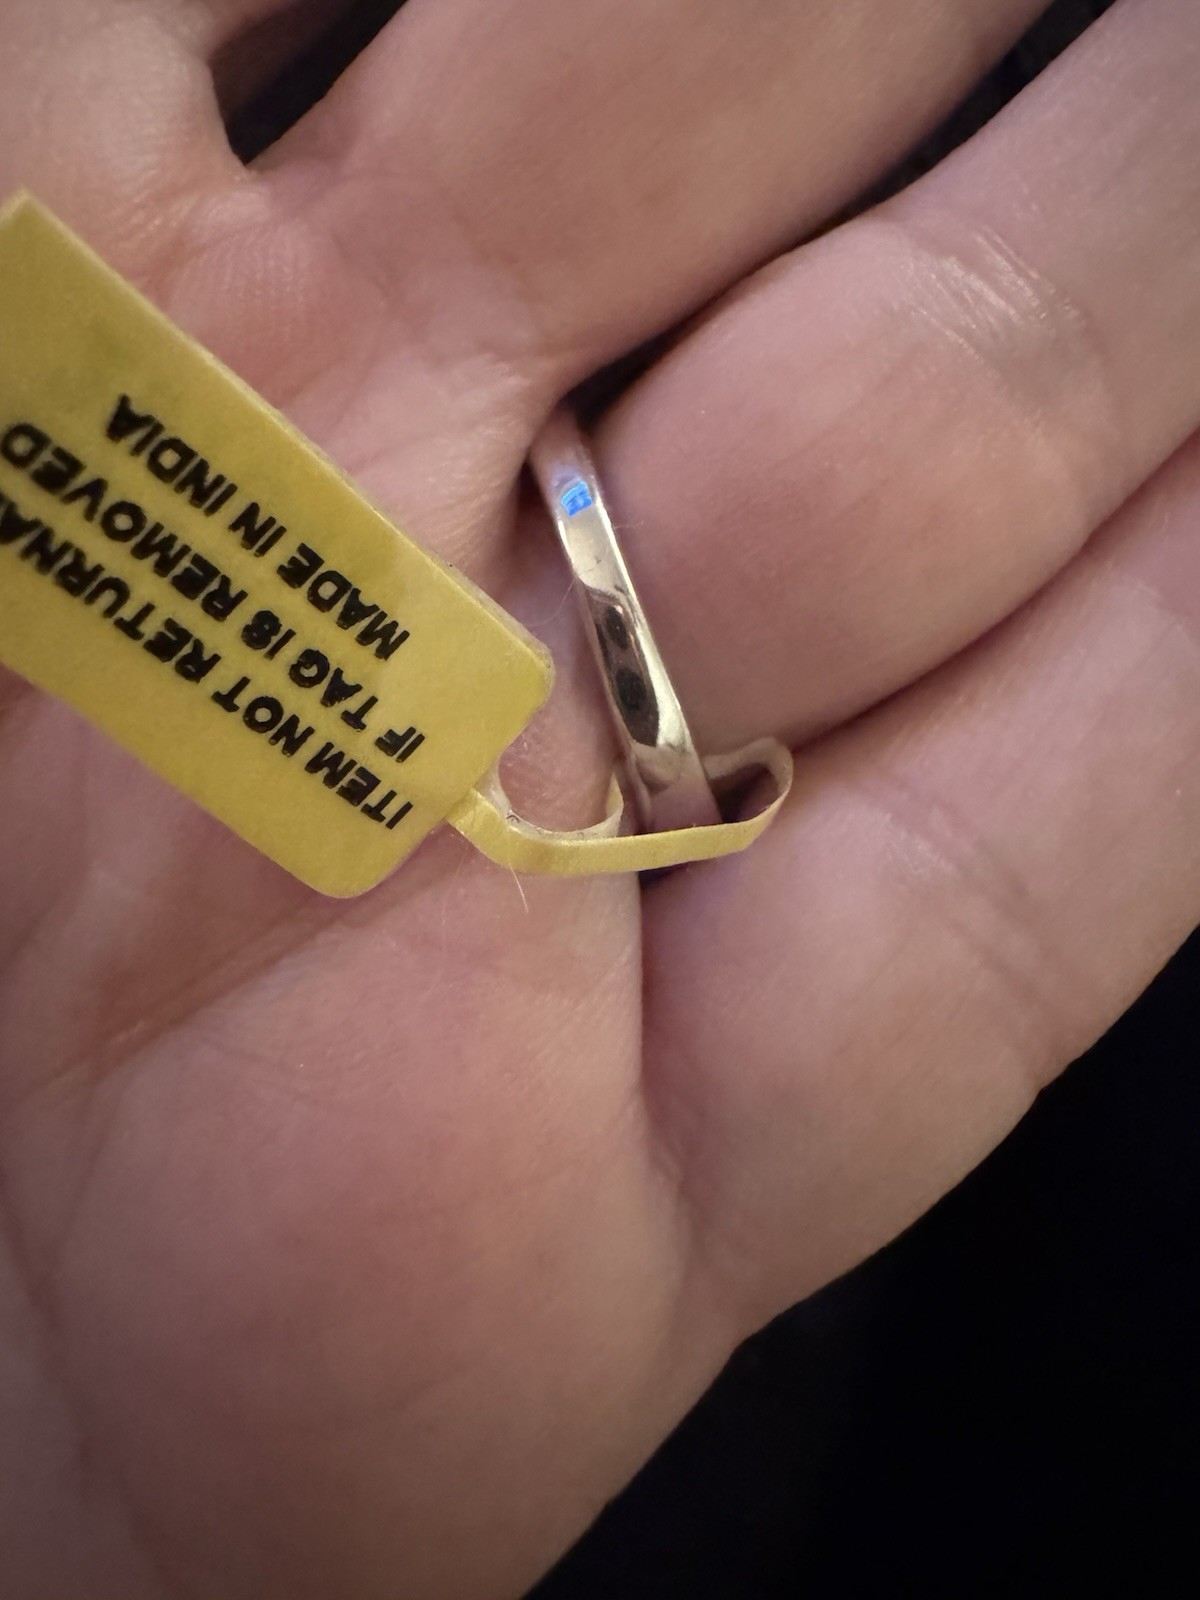 ITEM NOT RETURNA
IF TAG IS REMOVED
MADE IN INDIA